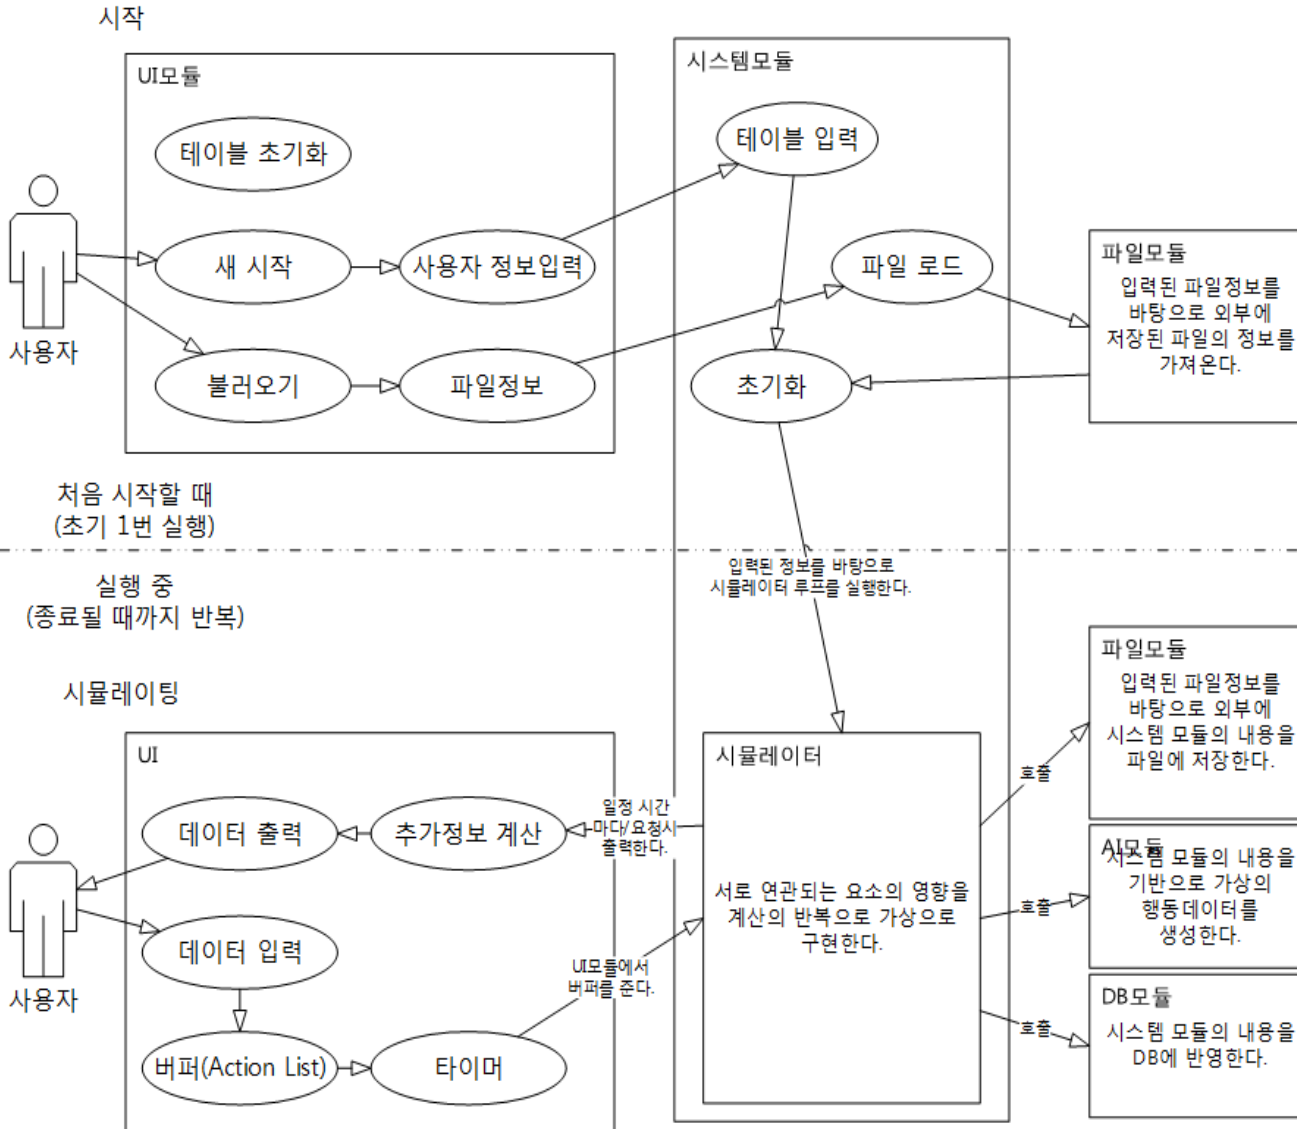 시작
UI모듈
시스템모듈
테이블 초기화
테이블 입력
새 시작
사용자 정보입력
파일 로드
파일모듈
입력된 파일정보를
바탕으로 외부에
저장된 파일의 정보를
가져온다.
사용자
불러오기
파일정보
초기화
처음 시작할 때
(초기 1번 실행)
입력된 정보를 바탕으로
시뮬레이터 루프를 실행한다.
실행 중
(종료될 때까지 반복)
시뮬레이팅
UI
시뮬레이터
파일모듈
입력된 파일정보를
바탕으로 외부에
시스템 모듈의 내용을
파일에 저장한다.
호출
데이터 출력
추가정보 계산
일정 시간
마다/요청시
출력한다.
AI모듈
시스템 모듈의 내용을
기반으로 가상의
행동데이터를
생성한다.
호출
서로 연관되는 요소의 영향을
계산의 반복으로 가상으로
구현한다.
데이터 입력
사용자
UI모듈에서
버퍼를 준다.
버퍼(Action List)
타이머
호출
DB모듈
시스템 모듈의 내용을
DB에 반영한다.